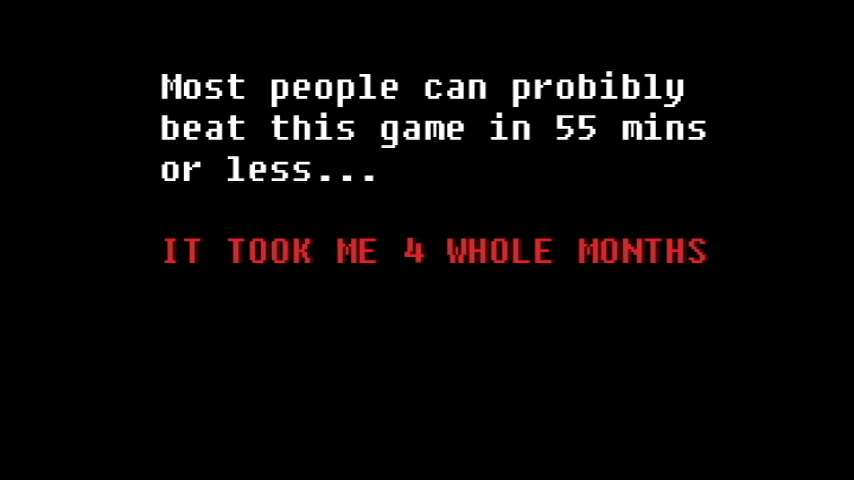 Most people can probibly
beat this game in 55 mins
or less...
IT TOOK ME 4 WHOLE MONTHS